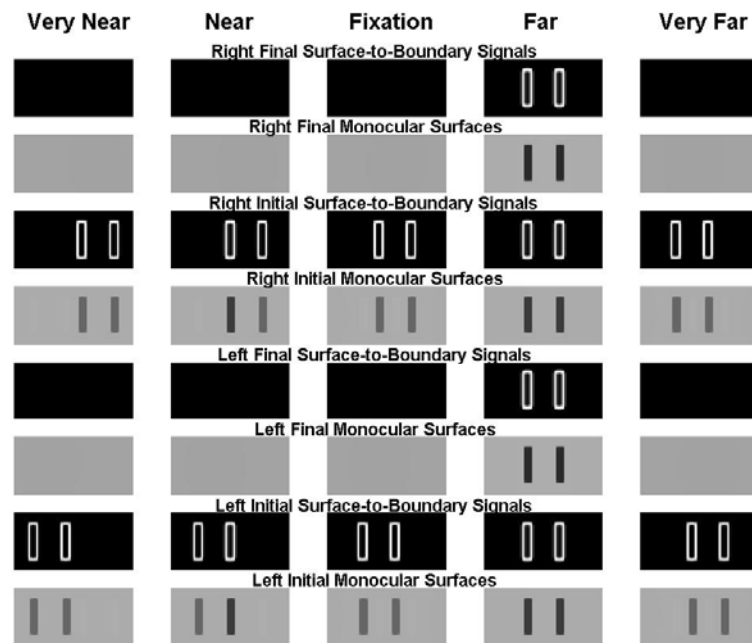 Very Near Near Fixation Far Very Far
Right Final Surface-to-Boundary Signals
Right Final Monocular Surfaces
Right Initial Surface-to-Boundary Signals
Right Initial Monocular Surfaces
Left Final Surface-to-Boundary Signals
Left Final Monocular Surfaces
Left Initial Surface-to-Boundary Signals
Left Initial Monocular Surfaces